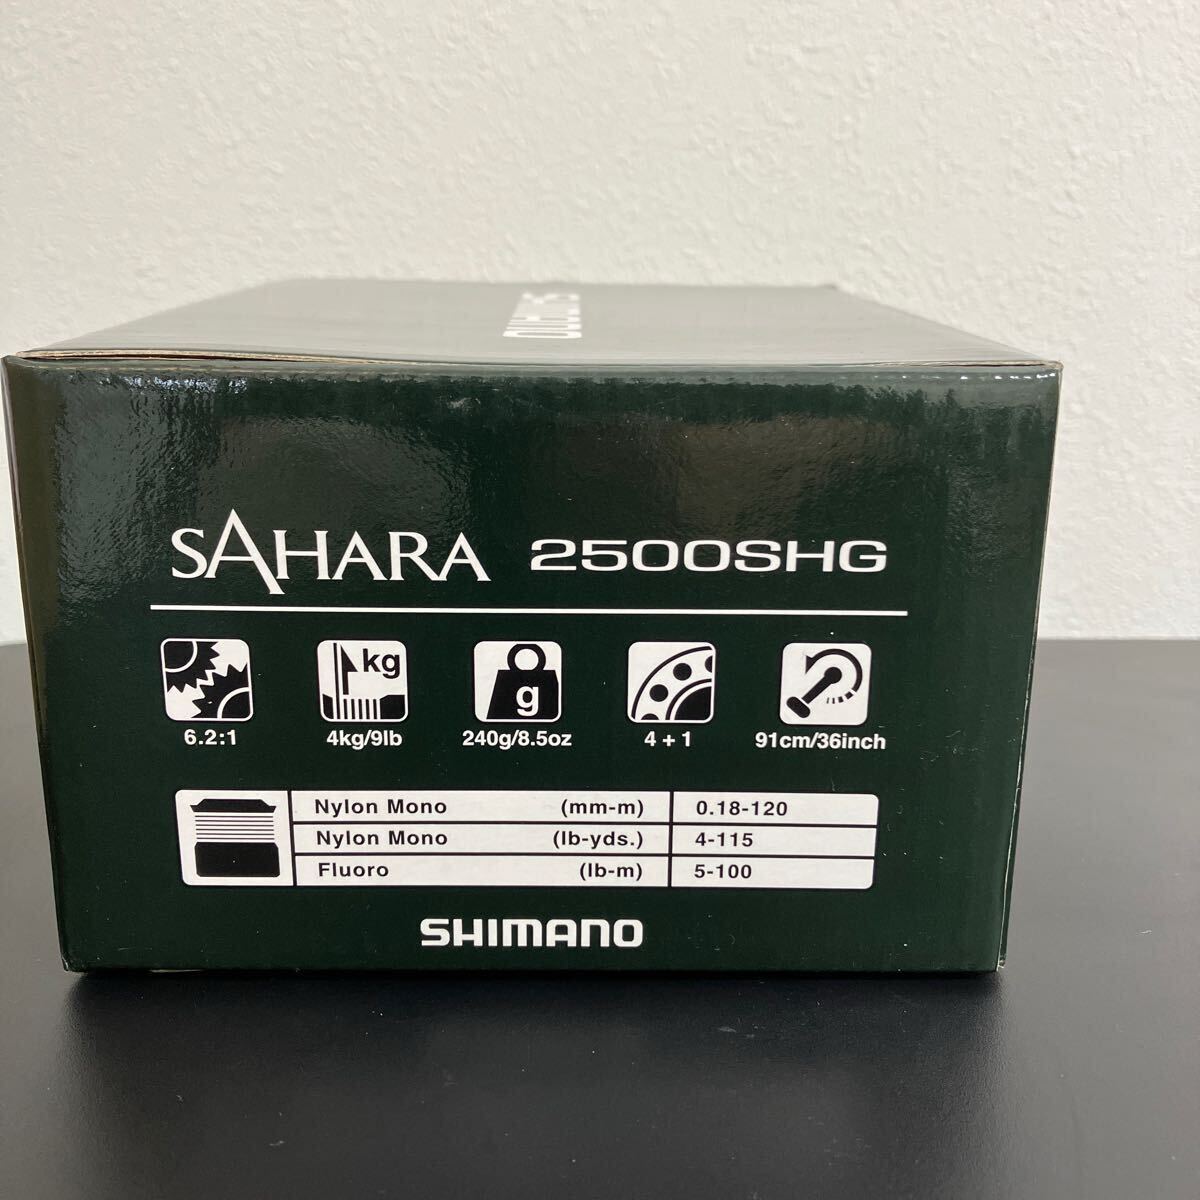 SHIMANO
SAHARA 2500SHG
kg
g
6.2:1 4kg/9lb 240g/8.5oz 4 + 1 91cm/36inch
Nylon Mono (mm-m) 0.18-120
Nylon Mono (lb-yds.) 4-115
Fluoro (lb-m) 5-100
SHIMANO